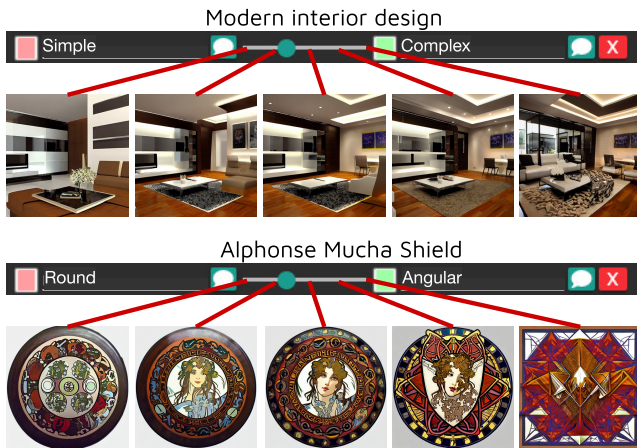 Modern interior design
Simple
Complex
X
Alphonse Mucha Shield
Round
Angular
X